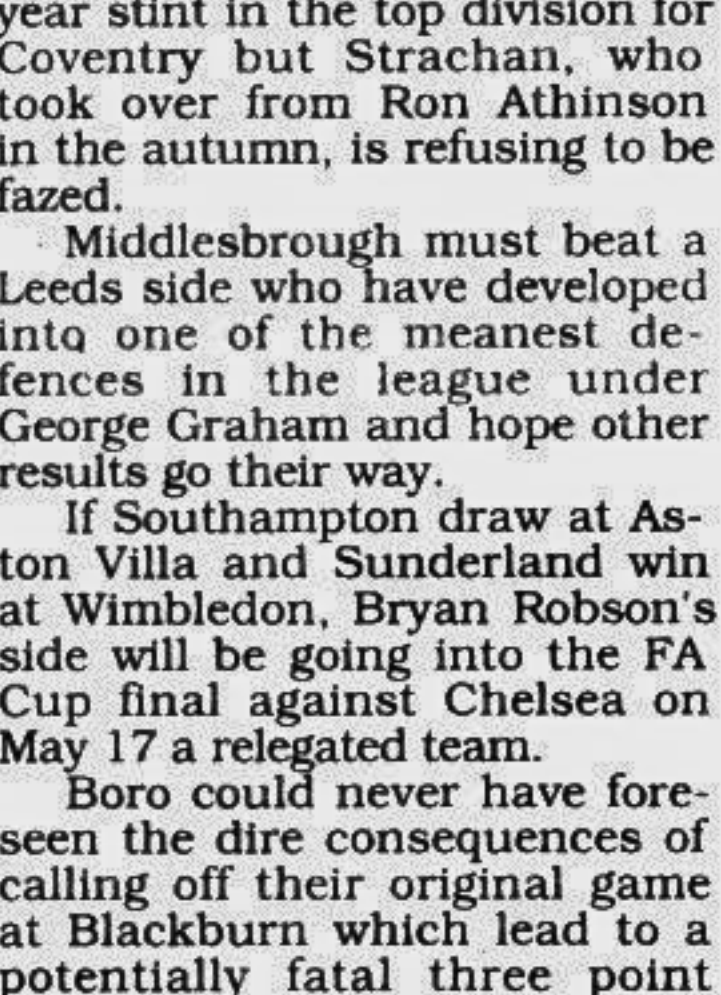 year stint in the top division for
Coventry but Strachan, who
took over from Ron Athinson
in the autumn, is refusing to be
fazed.
Middlesbrough must beat a
Leeds side who have developed
into one of the meanest de-
fences in the league under
George Graham and hope other
results go their way.
If Southampton draw at As-
ton Villa and Sunderland win
at Wimbledon, Bryan Robson's
side will be going into the FA
Cup final against Chelsea on
May 17 a relegated team.
Boro could never have fore-
seen the dire consequences of
calling off their original game
at Blackburn which lead to a
potentially fatal three point